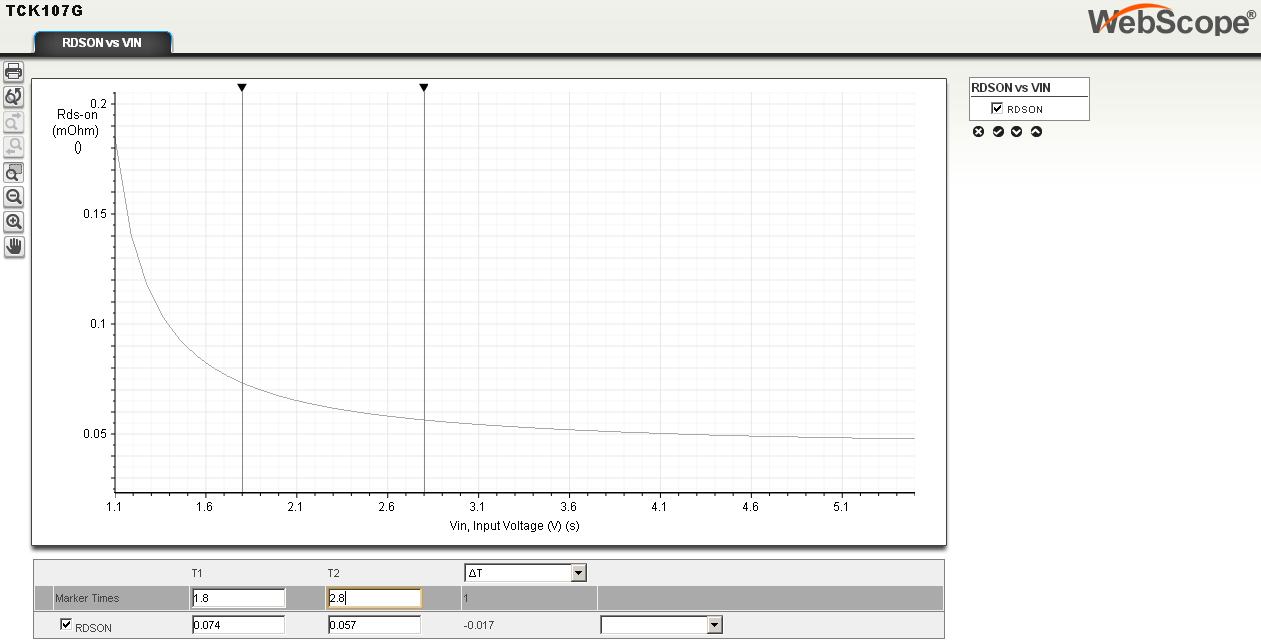 TCK107G
WebScope®
RDSON vs VIN
RDSON vs VIN
RDSON
0.2
Rds-on
(mOhm)
()
0.15
0.1
0.05
1.1 1.6 2.1 2.6 3.1 3.6 4.1 4.6 5.1
Vin, Input Voltage (V) (s)
T1 T2 ΔT
Marker Times 1.8 2.8 1
RDSON 0.074 0.057 -0.017